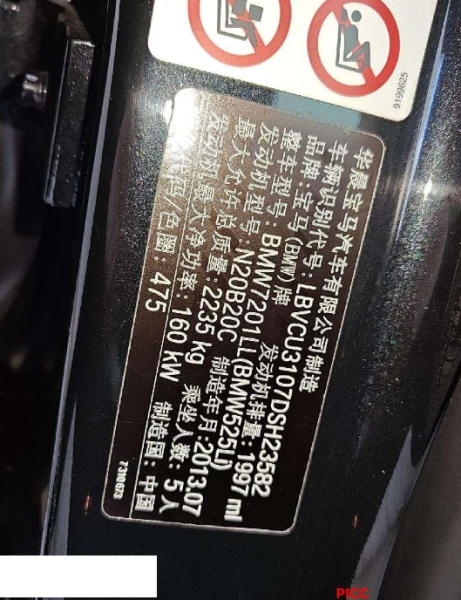 9199625
华晨宝马汽车有限公司制造
车辆识别代号: LBVCU3107DSH23582
品牌: 宝马(BMW)牌 发动机排量: 1997 ml
整车型号: BMW7201LL(BMW525Li)
发动机型号: N20B20C 制造年月: 2013.07
最大允许总质量: 2235 kg 乘坐人数: 5人
发动机最大净功率: 160 kW 制造国: 中国
代码/色圖: 475
7310673
PICC